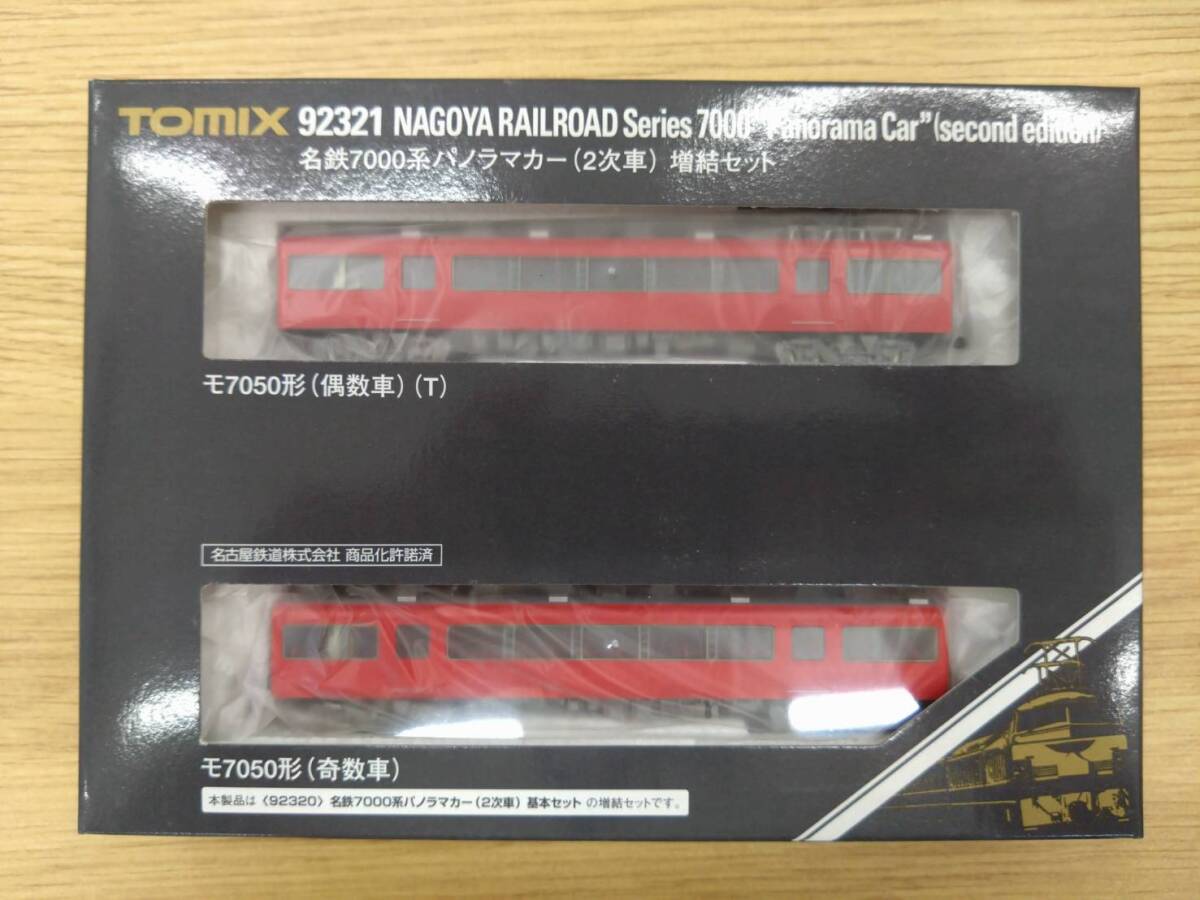 TOMIX 92321 NAGOYA RAILROAD Series 7000 "Panorama Car" (second edition)
名鉄7000系パノラマカー(2次車) 増結セット
モ7050形(偶数車)(T)
名古屋鉄道株式会社 商品化許諾済
モ7050形(奇数車)
本製品は〈92320〉名鉄7000系パノラマカー(2次車) 基本セット の増結セットです。